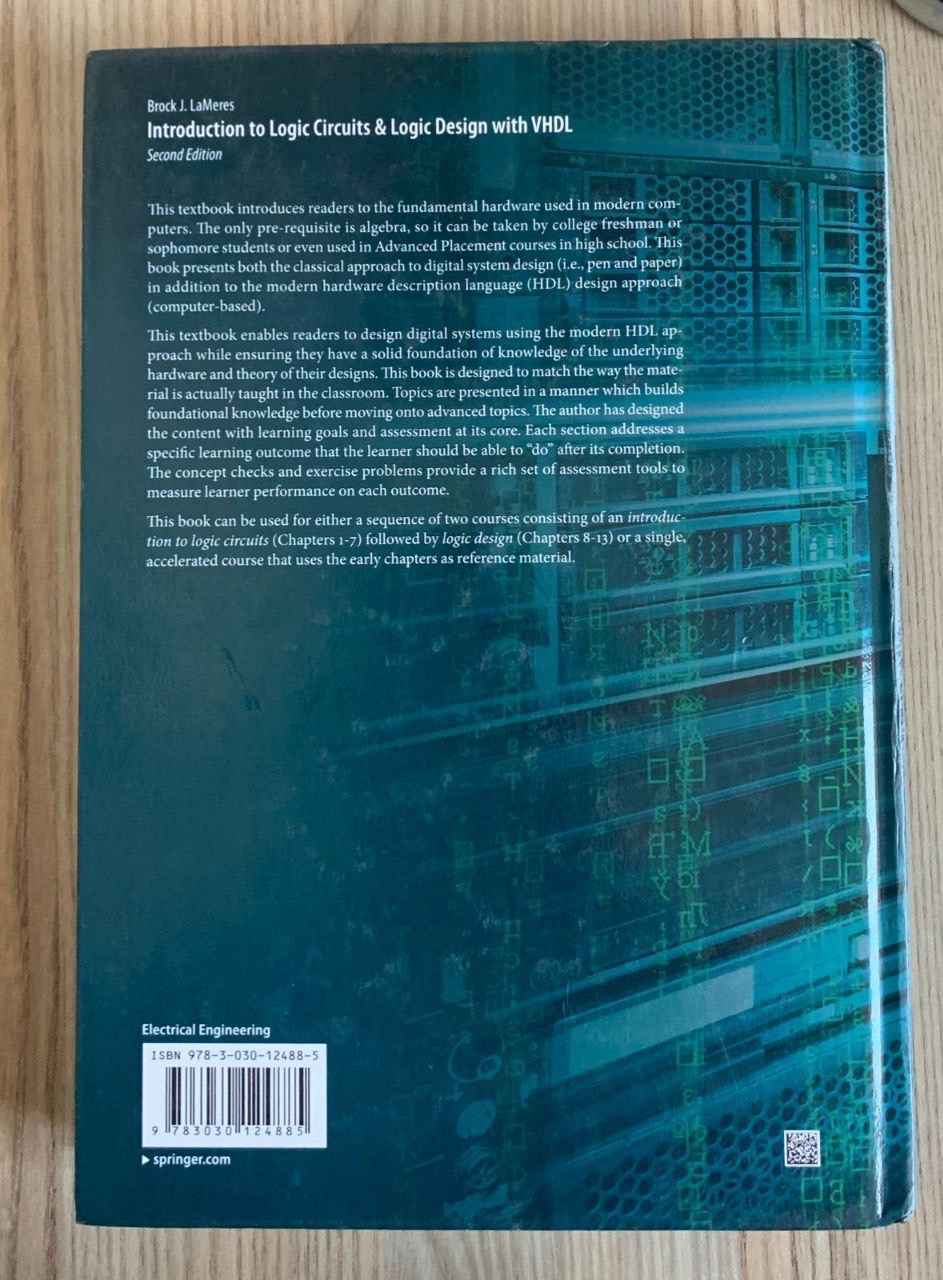 Brock J. LaMeres
Introduction to Logic Circuits & Logic Design with VHDL
Second Edition
This textbook introduces readers to the fundamental hardware used in modern com-
puters. The only pre-requisite is algebra, so it can be taken by college freshman or
sophomore students or even used in Advanced Placement courses in high school. This
book presents both the classical approach to digital system design (i.e., pen and paper)
in addition to the modern hardware description language (HDL) design approach
(computer-based).
This textbook enables readers to design digital systems using the modern HDL ap-
proach while ensuring they have a solid foundation of knowledge of the underlying
hardware and theory of their designs. This book is designed to match the way the mate-
rial is actually taught in the classroom. Topics are presented in a manner which builds
foundational knowledge before moving onto advanced topics. The author has designed
the content with learning goals and assessment at its core. Each section addresses a
specific learning outcome that the learner should be able to “do” after its completion.
The concept checks and exercise problems provide a rich set of assessment tools to
measure learner performance on each outcome.
This book can be used for either a sequence of two courses consisting of an introduc-
tion to logic circuits (Chapters 1-7) followed by logic design (Chapters 8-13) or a single,
accelerated course that uses the early chapters as reference material.
Electrical Engineering
ISBN 978-3-030-12488-5
9 783030 124885
▶ springer.com